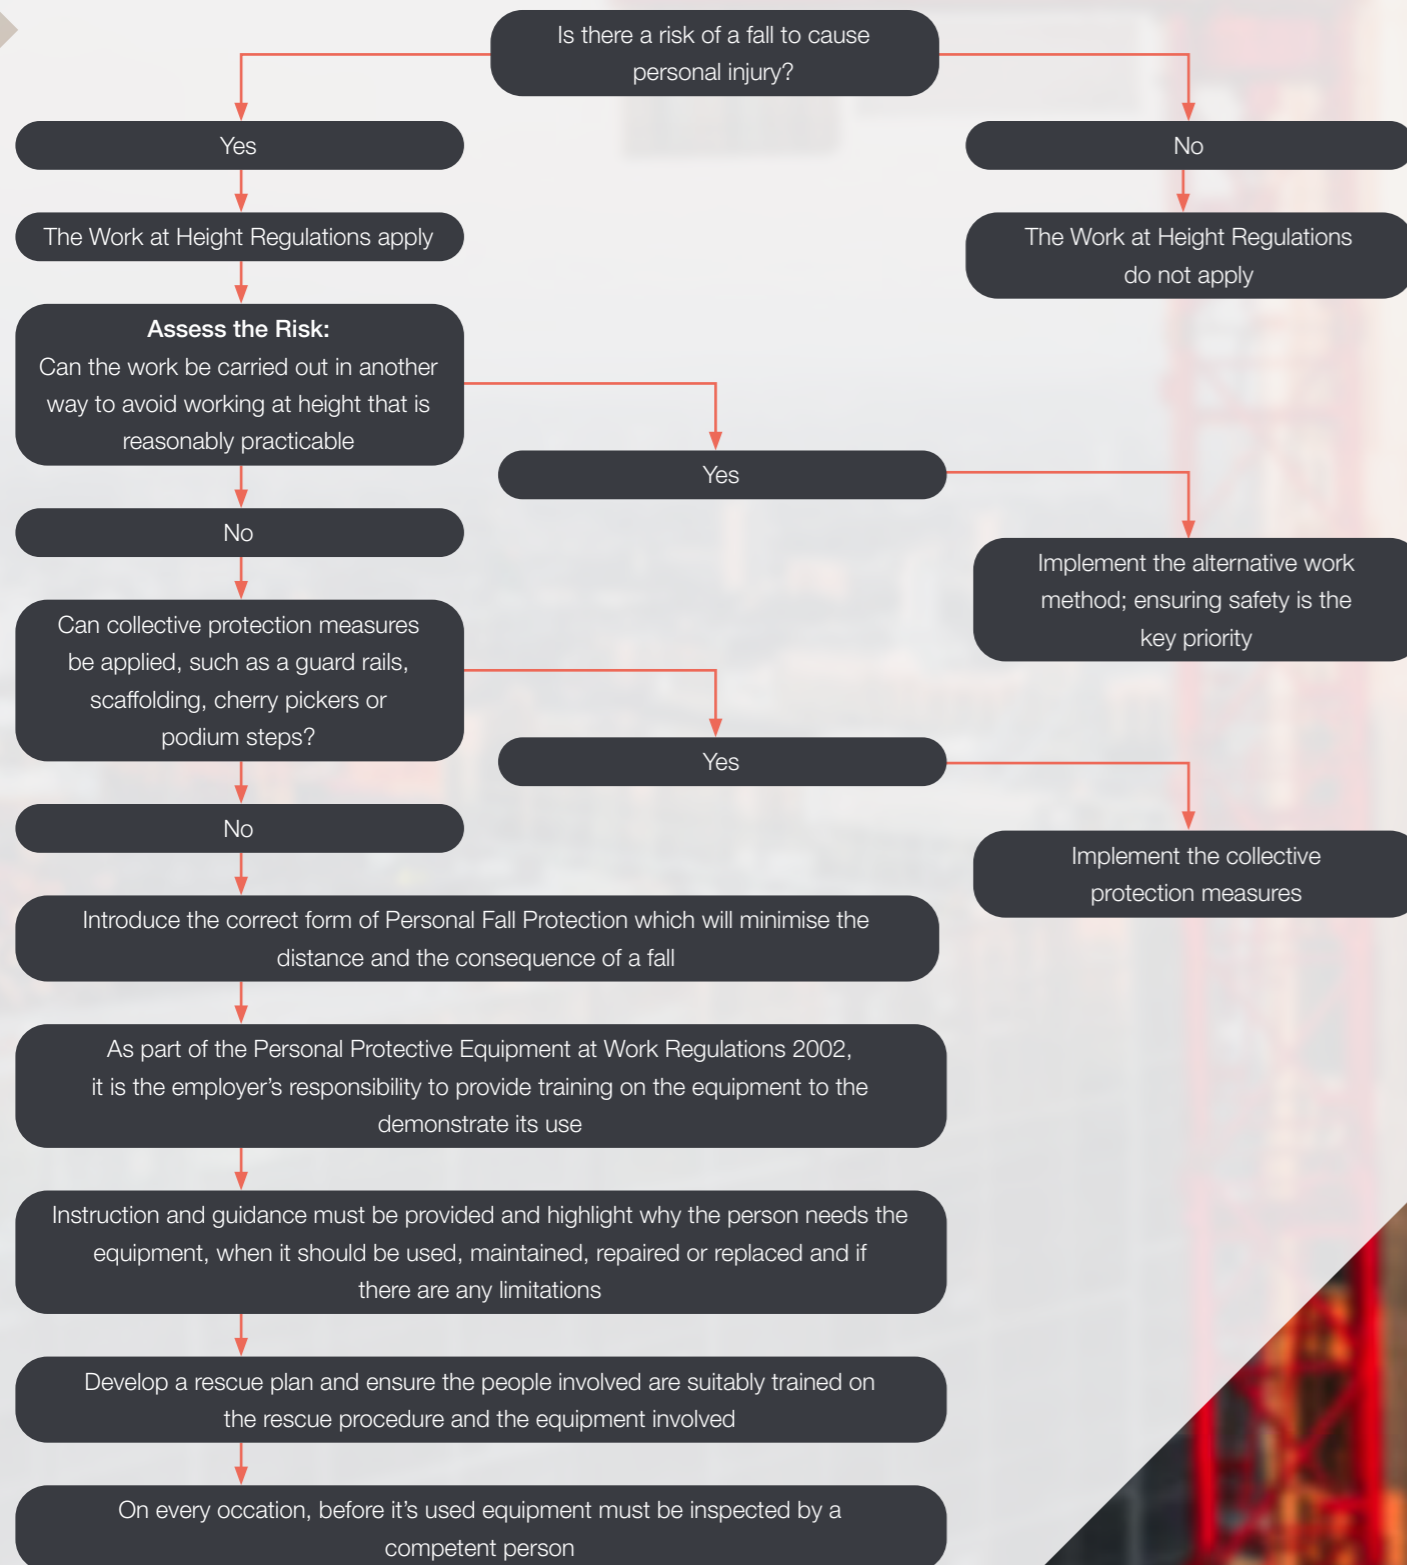 Is there a risk of a fall to cause
personal injury?
Yes
No
The Work at Height Regulations apply
The Work at Height Regulations
do not apply
Assess the Risk:
Can the work be carried out in another
way to avoid working at height that is
reasonably practicable
Yes
No
Implement the alternative work
method; ensuring safety is the
key priority
Can collective protection measures
be applied, such as a guard rails,
scaffolding, cherry pickers or
podium steps?
Yes
No
Implement the collective
protection measures
Introduce the correct form of Personal Fall Protection which will minimise the
distance and the consequence of a fall
As part of the Personal Protective Equipment at Work Regulations 2002,
it is the employer’s responsibility to provide training on the equipment to the
demonstrate its use
Instruction and guidance must be provided and highlight why the person needs the
equipment, when it should be used, maintained, repaired or replaced and if
there are any limitations
Develop a rescue plan and ensure the people involved are suitably trained on
the rescue procedure and the equipment involved
On every occation, before it’s used equipment must be inspected by a
competent person